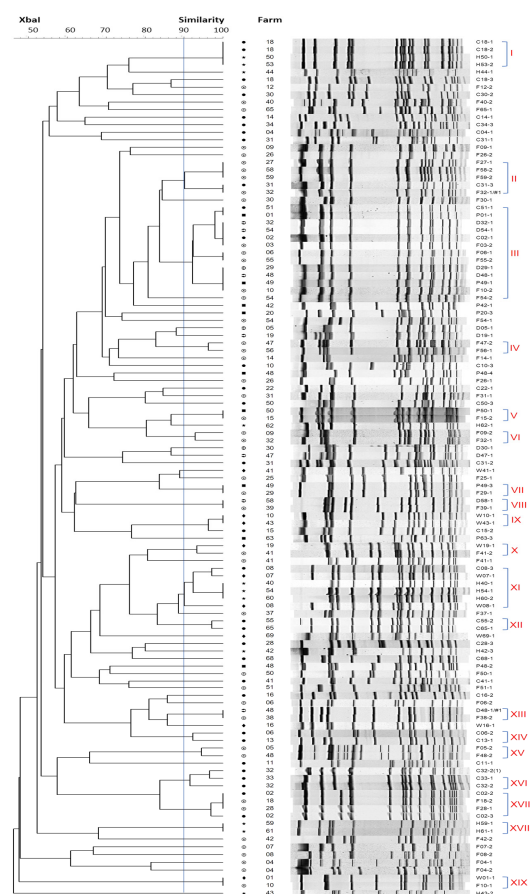 XbaI Similarity Farm
50 60 70 80 90 100
18 C18-1
18 C18-2 I
50 H50-1
53 H53-2
44 H44-1
18 C18-3
12 F12-2
30 C30-2
40 F40-2
65 F65-1
14 C14-1
34 C34-3
04 C04-1
31 C31-1
09 F09-1
26 F26-2
27 F27-1
58 F58-2
59 F59-2 II
31 C31-3
32 F32-1/#1
30 F30-1
51 C51-1
01 P01-1
32 D32-1
54 D54-1
02 C02-1
03 F03-2
06 F06-1 III
55 F55-2
29 D29-1
48 D48-1
49 P49-1
10 F10-2
54 F54-2
42 P42-1
20 P20-3
54 F54-1
05 D05-1
19 D19-1
47 F47-2 IV
56 F56-1
14 F14-1
10 C10-3
48 P48-4
26 F26-1
22 C22-1
31 F31-1
50 C50-3
50 P50-1 V
15 F15-2
62 H62-1
09 F09-2 VI
32 F32-1
30 D30-1
47 D47-1
31 C31-2
41 W41-1
25 F25-1
49 P49-3 VII
29 F29-1
58 D58-1 VIII
39 F39-1
10 W10-1 IX
43 W43-1
15 C15-2
63 P63-3
19 W19-1 X
41 F41-2
41 F41-1
08 C08-3
07 W07-1
40 H40-1 XI
54 H54-1
60 H60-2
08 W08-1
37 F37-1
55 C55-2 XII
65 C65-1
69 W69-1
28 C28-3
42 H42-3
68 C68-1
48 P48-2
50 F50-1
41 C41-1
51 F51-1
16 C16-2
06 F06-2
48 D48-1/#1 XIII
38 F38-2
16 W16-1
06 C06-2 XIV
13 C13-1
05 F05-2 XV
48 F48-2
11 C11-1
32 C32-2(1)
33 C33-1 XVI
32 C32-2
02 C02-2
18 F18-2 XVII
28 F28-1
02 C02-3
59 H59-1 XVII
61 H61-1
42 F42-2
07 F07-2
08 F08-2
04 F04-1
04 F04-2
01 W01-1 XIX
10 F10-1
43 H43-2